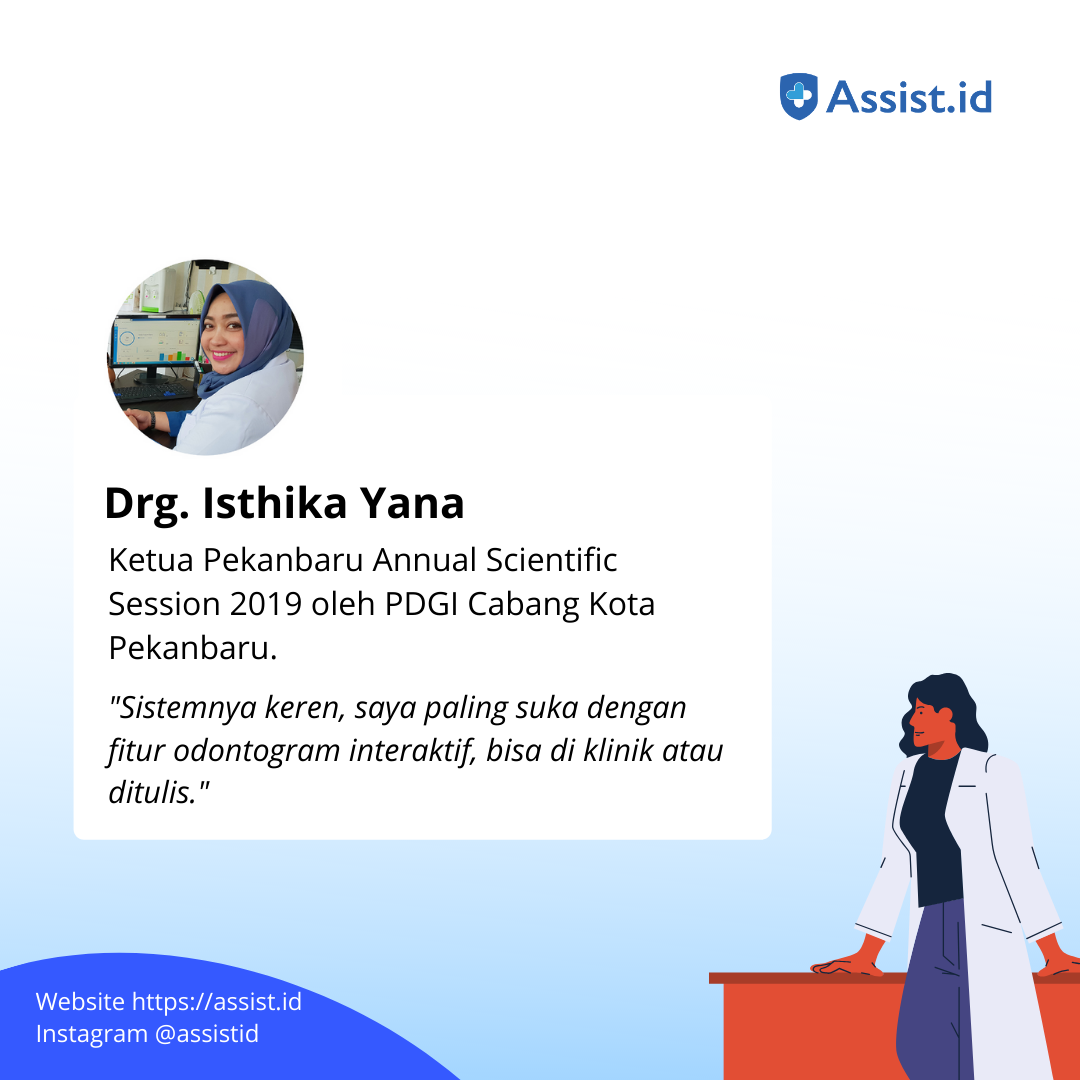 Assist.id
Drg. Isthika Yana
Ketua Pekanbaru Annual Scientific
Session 2019 oleh PDGI Cabang Kota
Pekanbaru.
"Sistemnya keren, saya paling suka dengan
fitur odontogram interaktif, bisa di klinik atau
ditulis."
Website https://assist.id
Instagram @assistid